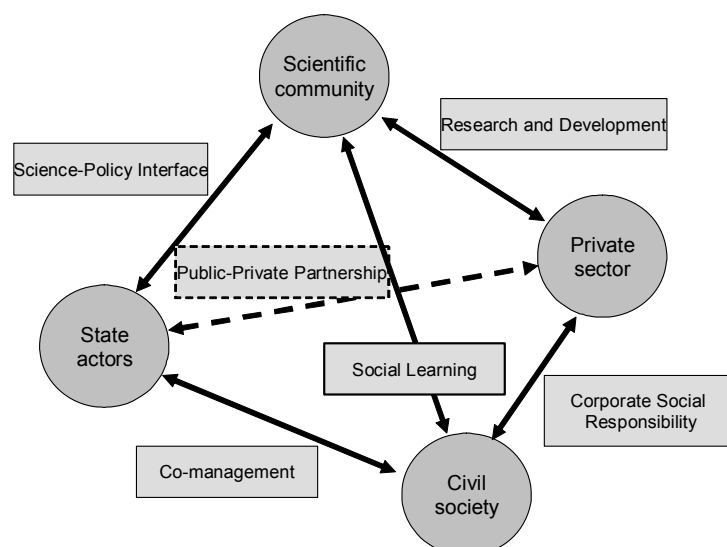 Scientific
community
Research and Development
Science-Policy Interface
Private
sector
Public-Private Partnership
State
actors
Social Learning
Corporate Social
Responsibility
Co-management
Civil
society